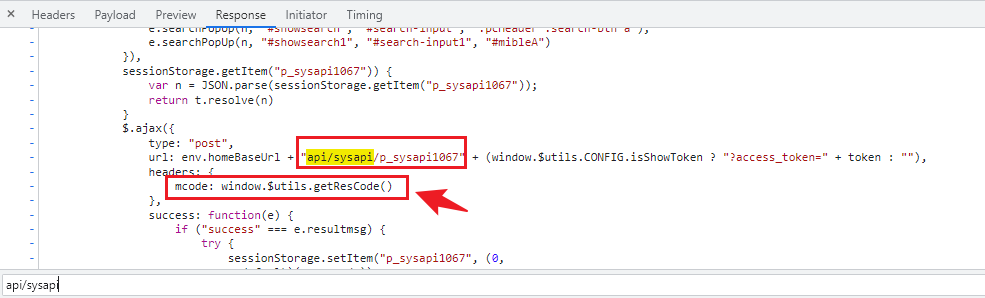 × Headers Payload Preview Response Initiator Timing
- e.searchPopUp(n, "#showsearch", "#search-input", ".pcheader .search-btn a"),
- e.searchPopUp(n, "#showsearch1", "#search-input1", "#mibleA")
- }),
- sessionStorage.getItem("p_sysapi1067")) {
- var n = JSON.parse(sessionStorage.getItem("p_sysapi1067"));
- return t.resolve(n)
- }
- $.ajax({
- type: "post",
- url: env.homeBaseUrl + "api/sysapi/p_sysapi1067" + (window.$utils.CONFIG.isShowToken ? "?access_token=" + token : ""),
- headers: {
- mcode: window.$utils.getResCode()
- },
- success: function(e) {
- if ("success" === e.resultmsg) {
- try {
- sessionStorage.setItem("p_sysapi1067", (0,
api/sysapi